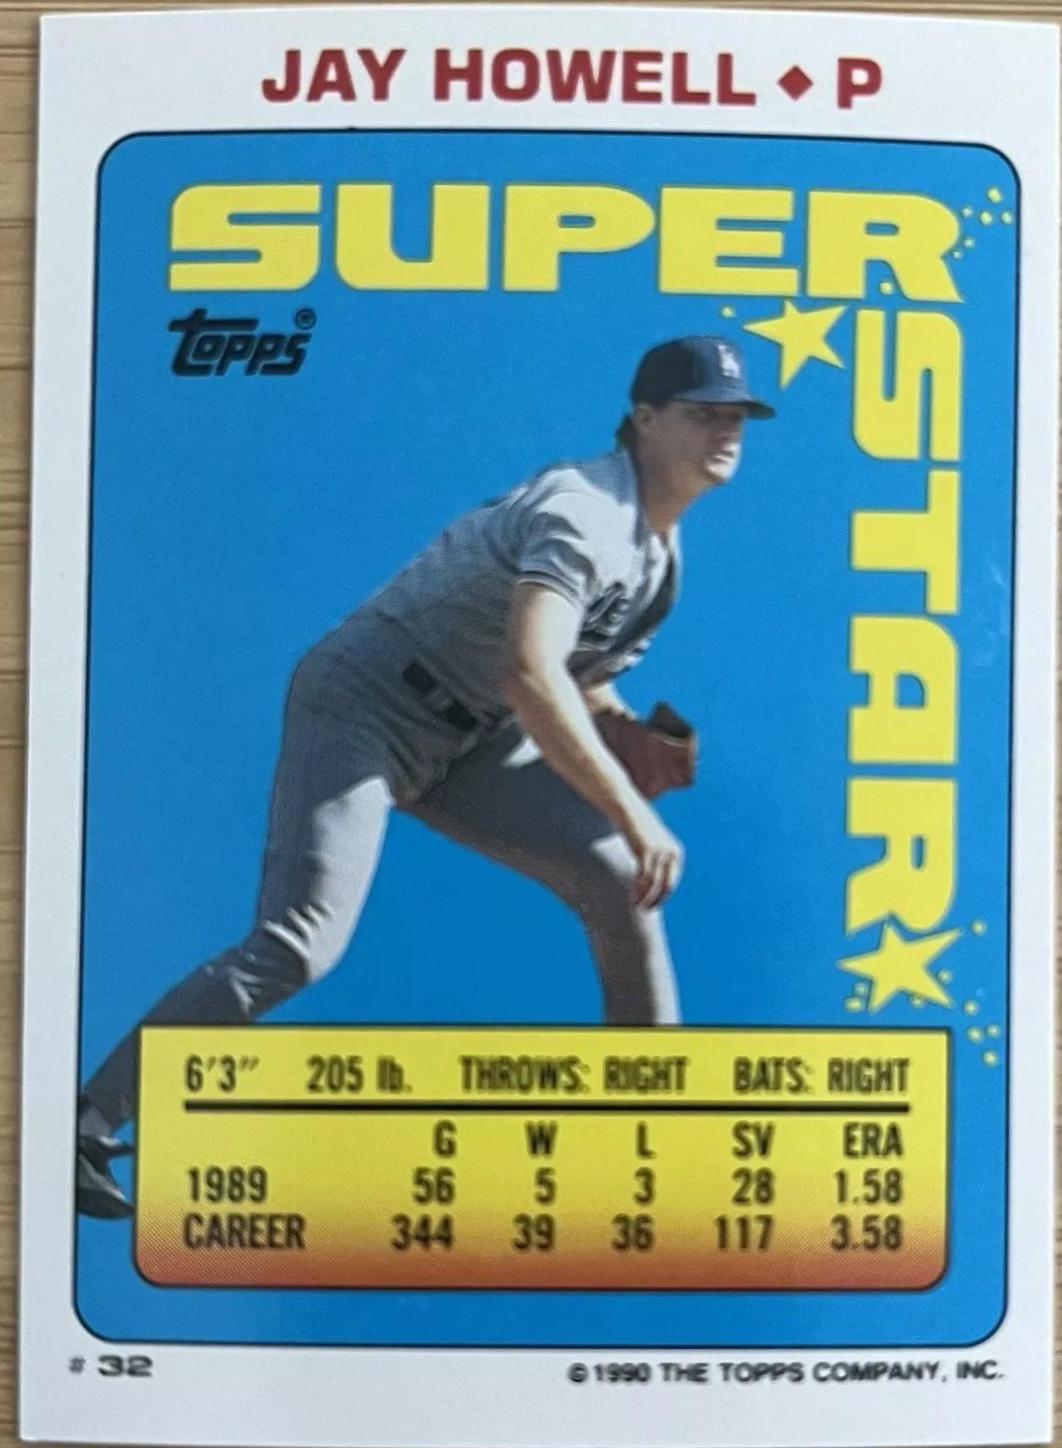 JAY HOWELL ♦ P
SUPER
STAR
Topps®
LA
6'3" 205 lb. THROWS: RIGHT BATS: RIGHT
G W L SV ERA
1989 56 5 3 28 1.58
CAREER 344 39 36 117 3.58
# 32
© 1990 THE TOPPS COMPANY, INC.